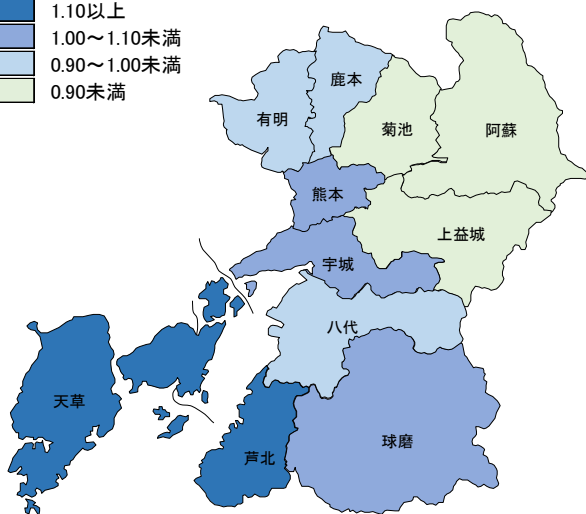 1.10以上
1.00～1.10未満
0.90～1.00未満
0.90未満
鹿本
有明
菊池
阿蘇
熊本
上益城
宇城
八代
天草
球磨
芦北